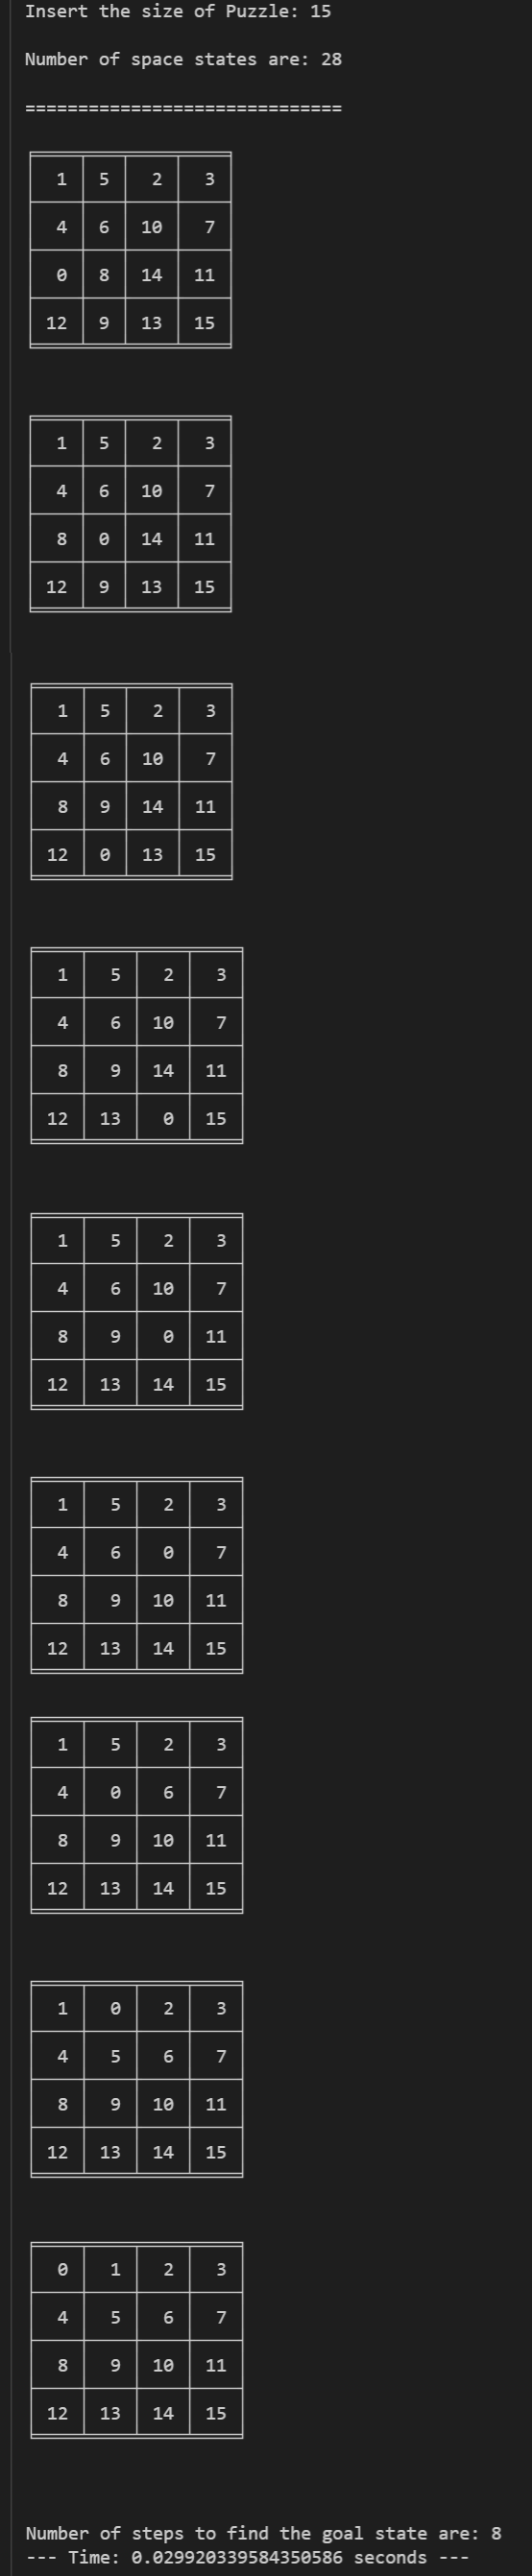 Insert the size of Puzzle: 15
Number of space states are: 28
==============================
1 5 2 3
4 6 10 7
0 8 14 11
12 9 13 15
1 5 2 3
4 6 10 7
8 0 14 11
12 9 13 15
1 5 2 3
4 6 10 7
8 9 14 11
12 0 13 15
1 5 2 3
4 6 10 7
8 9 14 11
12 13 0 15
1 5 2 3
4 6 10 7
8 9 0 11
12 13 14 15
1 5 2 3
4 6 0 7
8 9 10 11
12 13 14 15
1 5 2 3
4 0 6 7
8 9 10 11
12 13 14 15
1 0 2 3
4 5 6 7
8 9 10 11
12 13 14 15
0 1 2 3
4 5 6 7
8 9 10 11
12 13 14 15
Number of steps to find the goal state are: 8
--- Time: 0.029920339584350586 seconds ---